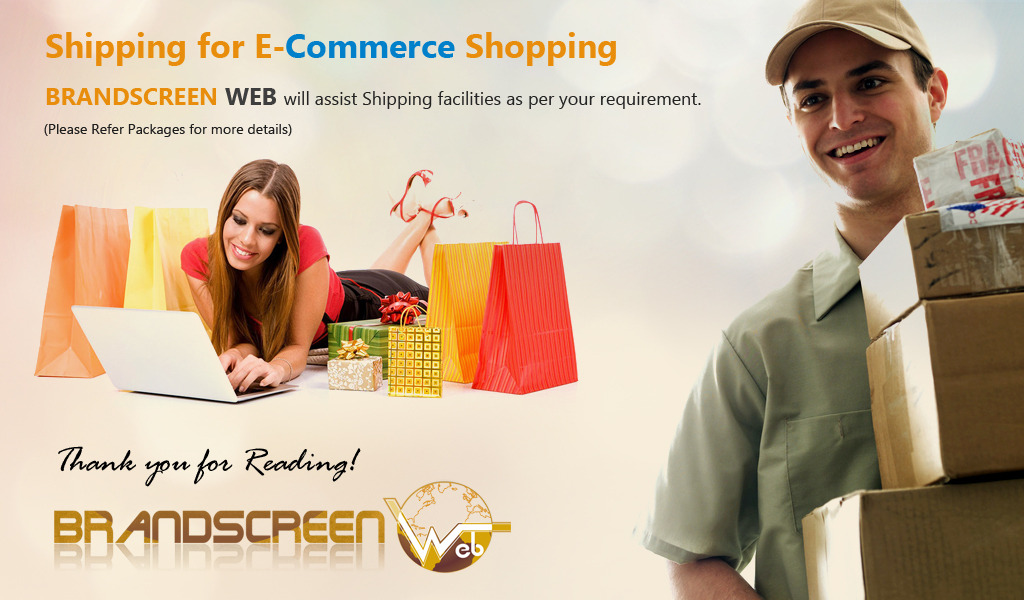 Shipping for E-Commerce Shopping
BRANDSCREEN WEB will assist Shipping facilities as per your requirement.
(Please Refer Packages for more details)
Thank you for Reading!
BRANDSCREEN Web